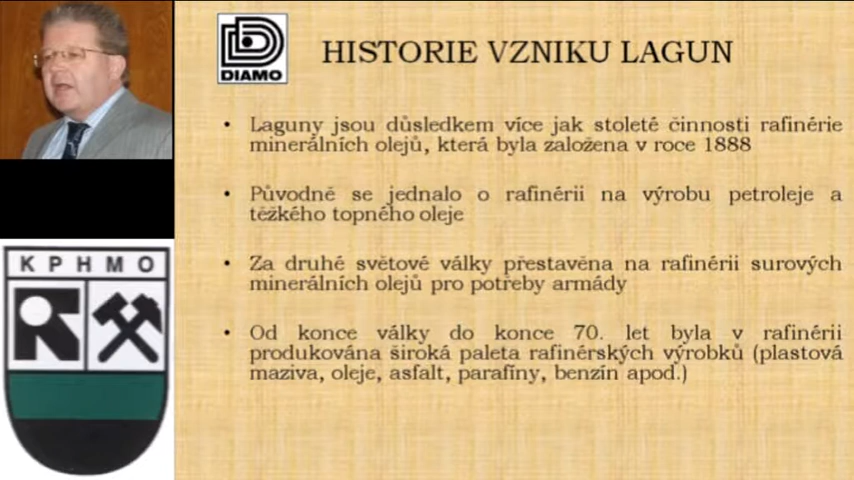 DIAMO
HISTORIE VZNIKU LAGUN
• Laguny jsou důsledkem více jak stoleté činnosti rafinérie
minerálních olejů, která byla založena v roce 1888
• Původně se jednalo o rafinérii na výrobu petroleje a
těžkého topného oleje
• Za druhé světové války přestavěna na rafinérii surových
minerálních olejů pro potřeby armády
• Od konce války do konce 70. let byla v rafinérii
produkována široká paleta rafinérských výrobků (plastová
maziva, oleje, asfalt, parafíny, benzín apod.)
KPHMO